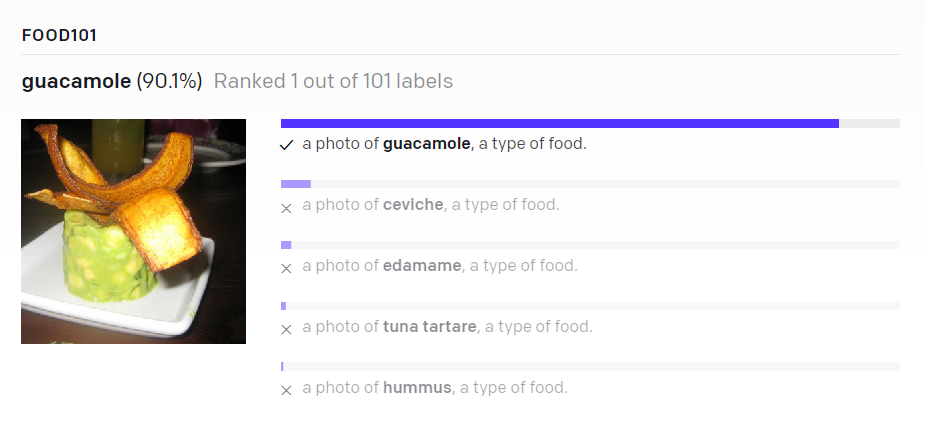 FOOD101
guacamole (90.1%) Ranked 1 out of 101 labels
a photo of guacamole, a type of food.
a photo of ceviche, a type of food.
a photo of edamame, a type of food.
a photo of tuna tartare, a type of food.
a photo of hummus, a type of food.